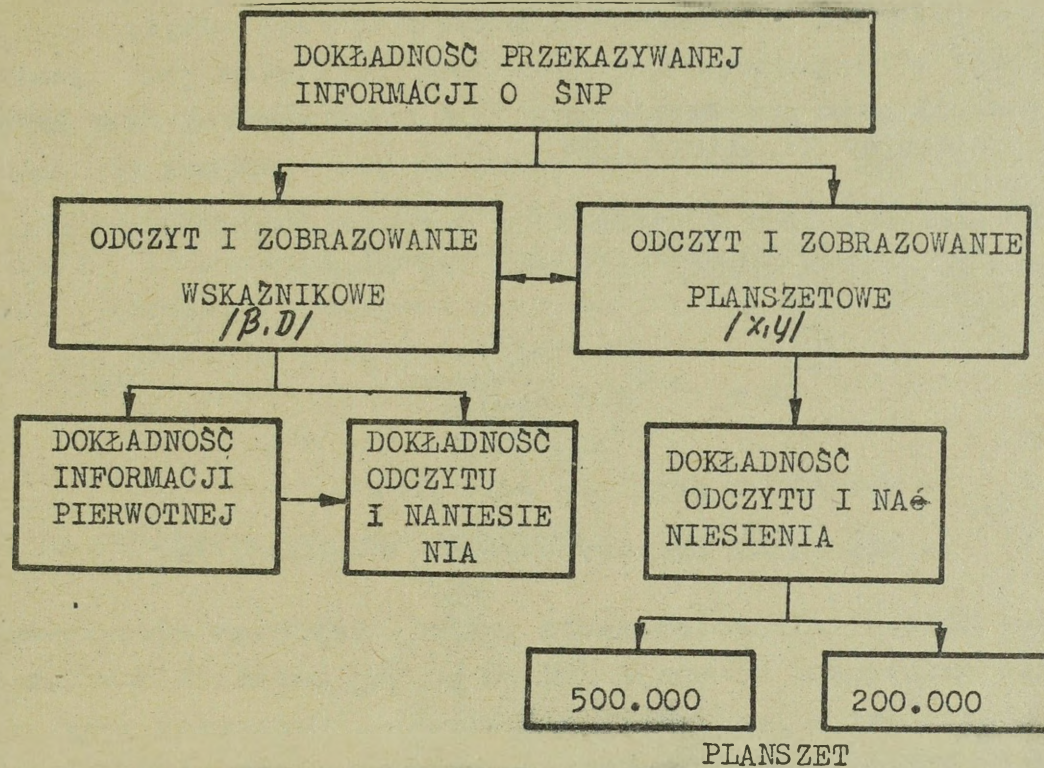 DOKŁADNOŚĆ PRZEKAZYWANEJ
INFORMACJI O ŚNP
ODCZYT I ZOBRAZOWANIE
WSKAŹNIKOWE
/β,D/
ODCZYT I ZOBRAZOWANIE
PLANSZETOWE
/x,y/
DOKŁADNOŚĆ
INFORMACJI
PIERWOTNEJ
DOKŁADNOŚĆ
ODCZYTU
I NANIESIE
NIA
DOKŁADNOŚĆ
ODCZYTU I NA-
NIESIENIA
500.000
200.000
PLANSZET